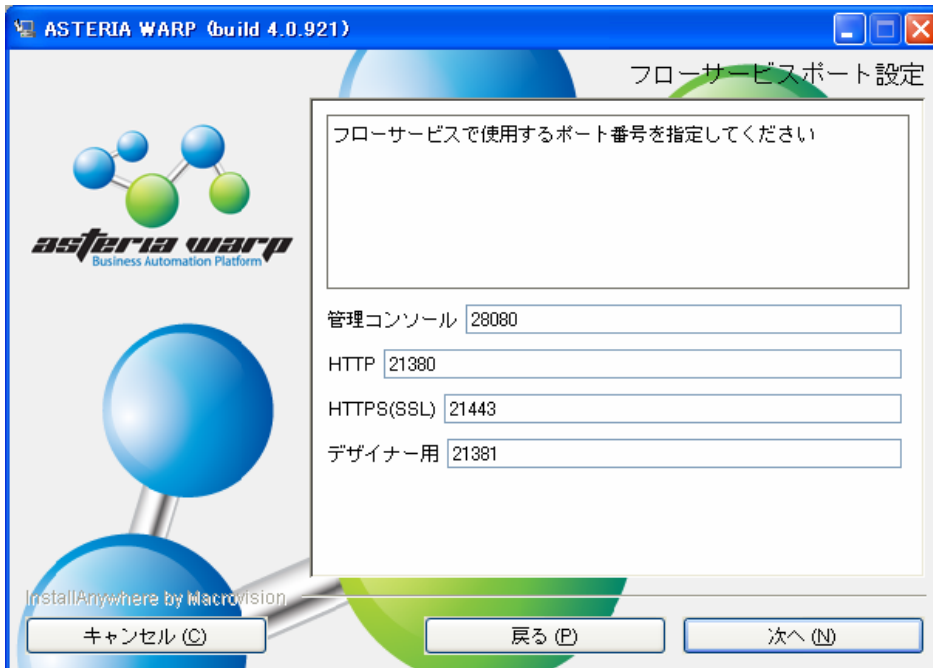 ASTERIA WARP (build 4.0.921)
フローサービスポート設定
asteria warp
Business Automation Platform
フローサービスで使用するポート番号を指定してください
管理コンソール 28080
HTTP 21380
HTTPS(SSL) 21443
デザイナー用 21381
InstallAnywhere by Macrovision
キャンセル (C)
戻る (P)
次へ (N)